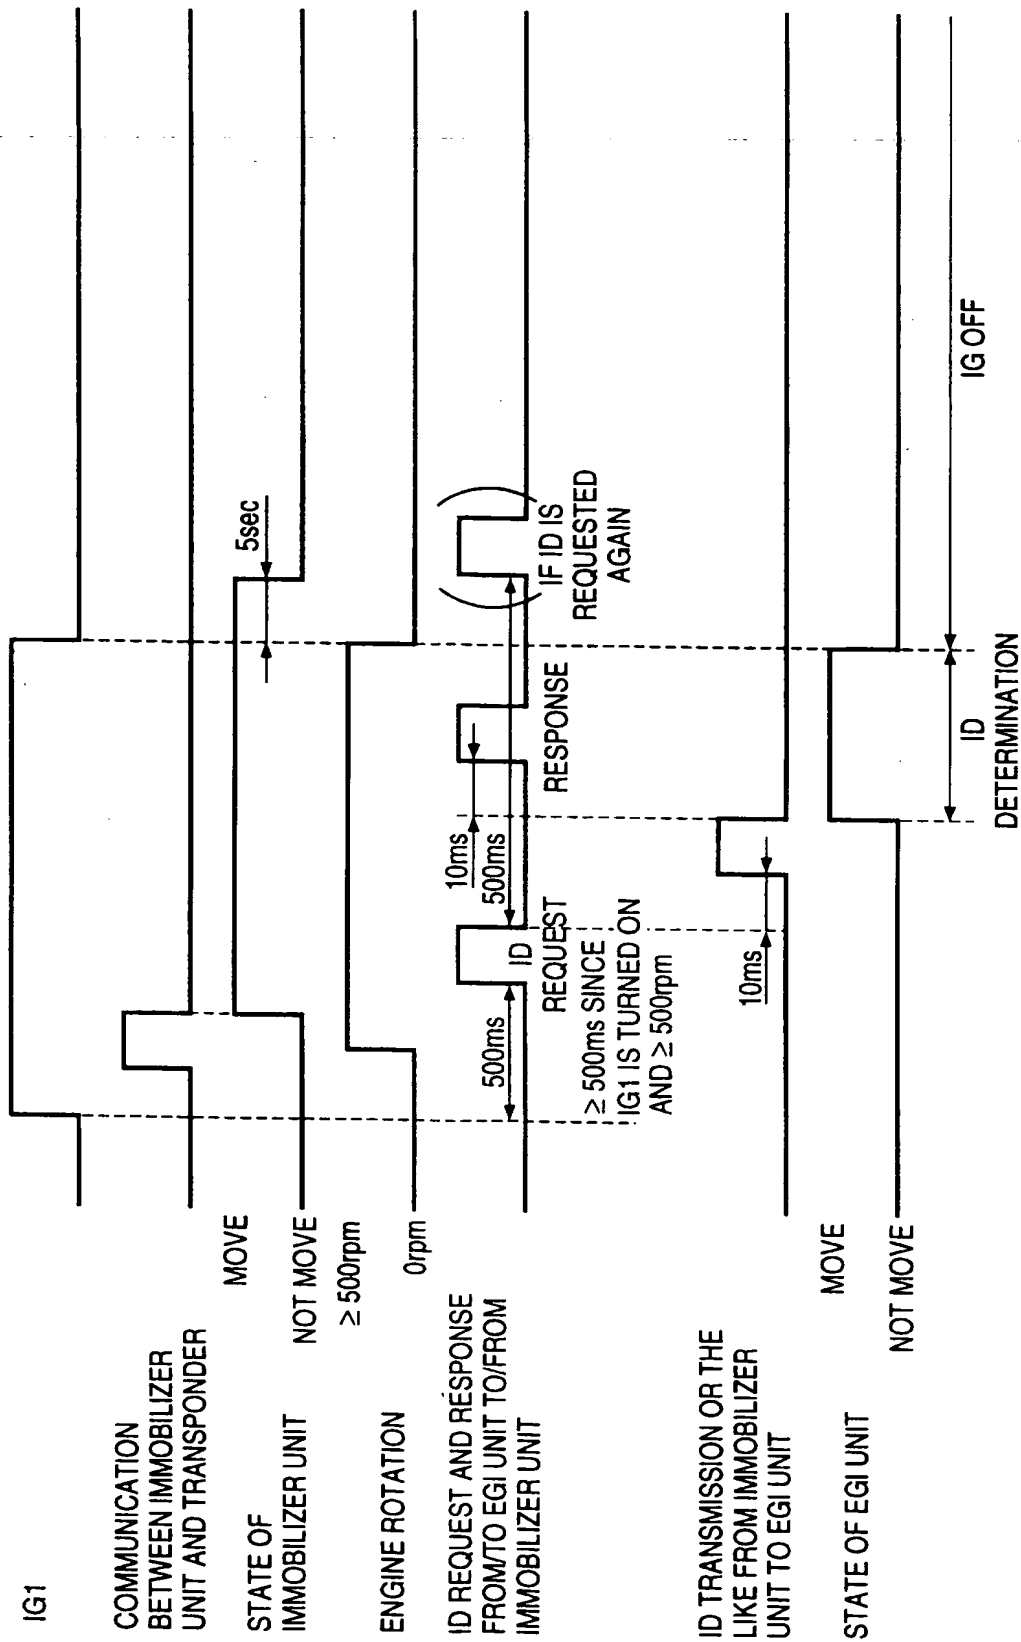 IG1
COMMUNICATION
BETWEEN IMMOBILIZER
UNIT AND TRANSPONDER
STATE OF
IMMOBILIZER UNIT
MOVE
NOT MOVE
5sec
ENGINE ROTATION
≥ 500rpm
0rpm
ID REQUEST AND RESPONSE
FROM/TO EGI UNIT TO/FROM
IMMOBILIZER UNIT
500ms
ID
REQUEST
10ms
500ms
RESPONSE
IF ID IS
REQUESTED
AGAIN
≥ 500ms SINCE
IG1 IS TURNED ON
AND ≥ 500rpm
ID TRANSMISSION OR THE
LIKE FROM IMMOBILIZER
UNIT TO EGI UNIT
10ms
STATE OF EGI UNIT
MOVE
NOT MOVE
ID
DETERMINATION
IG OFF